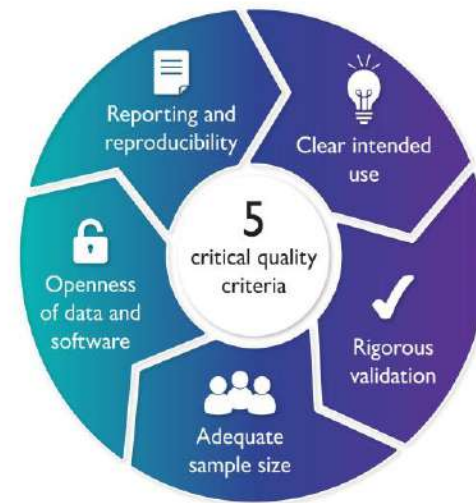 5
critical quality
criteria
Clear intended
use
Rigorous
validation
Adequate
sample size
Openness
of data and
software
Reporting and
reproducibility